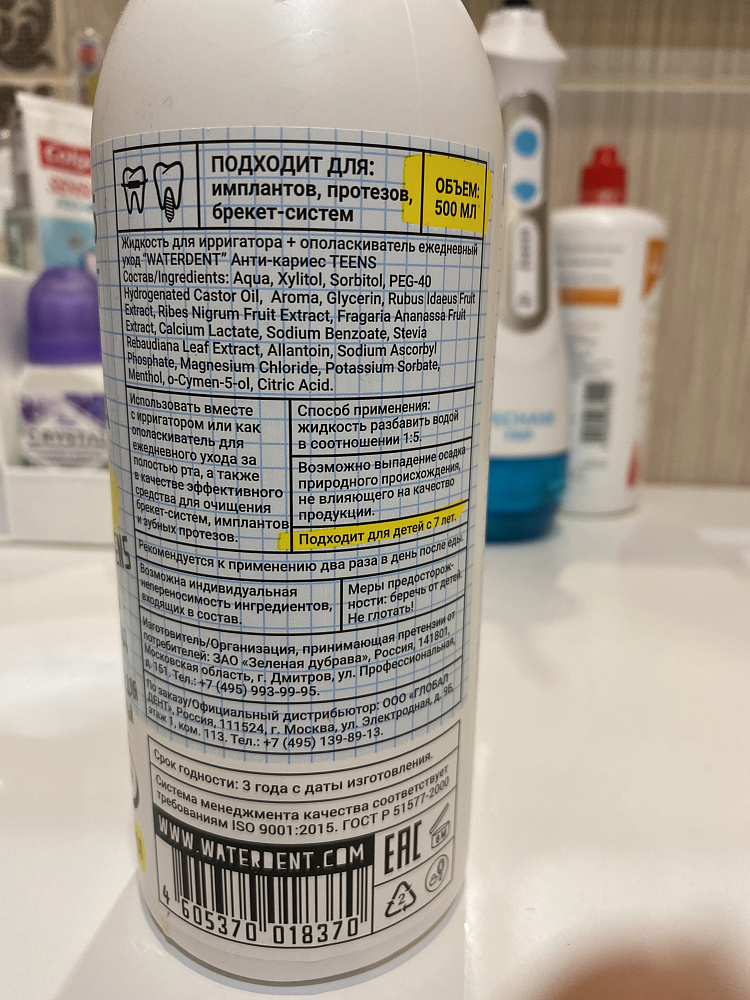 ПОДХОДИТ ДЛЯ:
имплантов, протезов,
брекет-систем
ОБЪЕМ:
500 МЛ
Жидкость для ирригатора + ополаскиватель ежедневный
уход "WATERDENT" Анти-кариес TEENS
Состав/Ingredients: Aqua, Xylitol, Sorbitol, PEG-40
Hydrogenated Castor Oil, Aroma, Glycerin, Rubus Idaeus Fruit
Extract, Ribes Nigrum Fruit Extract, Fragaria Ananassa Fruit
Extract, Calcium Lactate, Sodium Benzoate, Stevia
Rebaudiana Leaf Extract, Allantoin, Sodium Ascorbyl
Phosphate, Magnesium Chloride, Potassium Sorbate,
Menthol, o-Cymen-5-ol, Citric Acid.
Использовать вместе
с ирригатором или как
ополаскиватель для
ежедневного ухода за
полостью рта, а также
в качестве эффективного
средства для очищения
брекет-систем, имплантов
и зубных протезов.
Способ применения:
жидкость разбавить водой
в соотношении 1:5.
Возможно выпадение осадка
природного происхождения,
не влияющего на качество
продукции.
Подходит для детей с 7 лет.
Рекомендуется к применению два раза в день после еды.
Возможна индивидуальная
непереносимость ингредиентов,
входящих в состав.
Меры предосторож-
ности: беречь от детей.
Не глотать!
Изготовитель/Организация, принимающая претензии от
потребителей: ЗАО «Зеленая дубрава», Россия, 141801,
Московская область, г. Дмитров, ул. Профессиональная,
д. 151. Тел.: +7 (495) 993-99-95.
По заказу/Официальный дистрибьютор: ООО «ГЛОБАЛ
ДЕНТ», Россия, 111524, г. Москва, ул. Электродная, д. 9Б,
этаж 1, ком. 113. Тел.: +7 (495) 139-89-13.
Срок годности: 3 года с даты изготовления.
Система менеджмента качества соответствует
требованиям ISO 9001:2015. ГОСТ Р 51577-2000
WWW.WATERDENT.COM
EAC
6 M
2
4 605370 018370
CRYSTAL